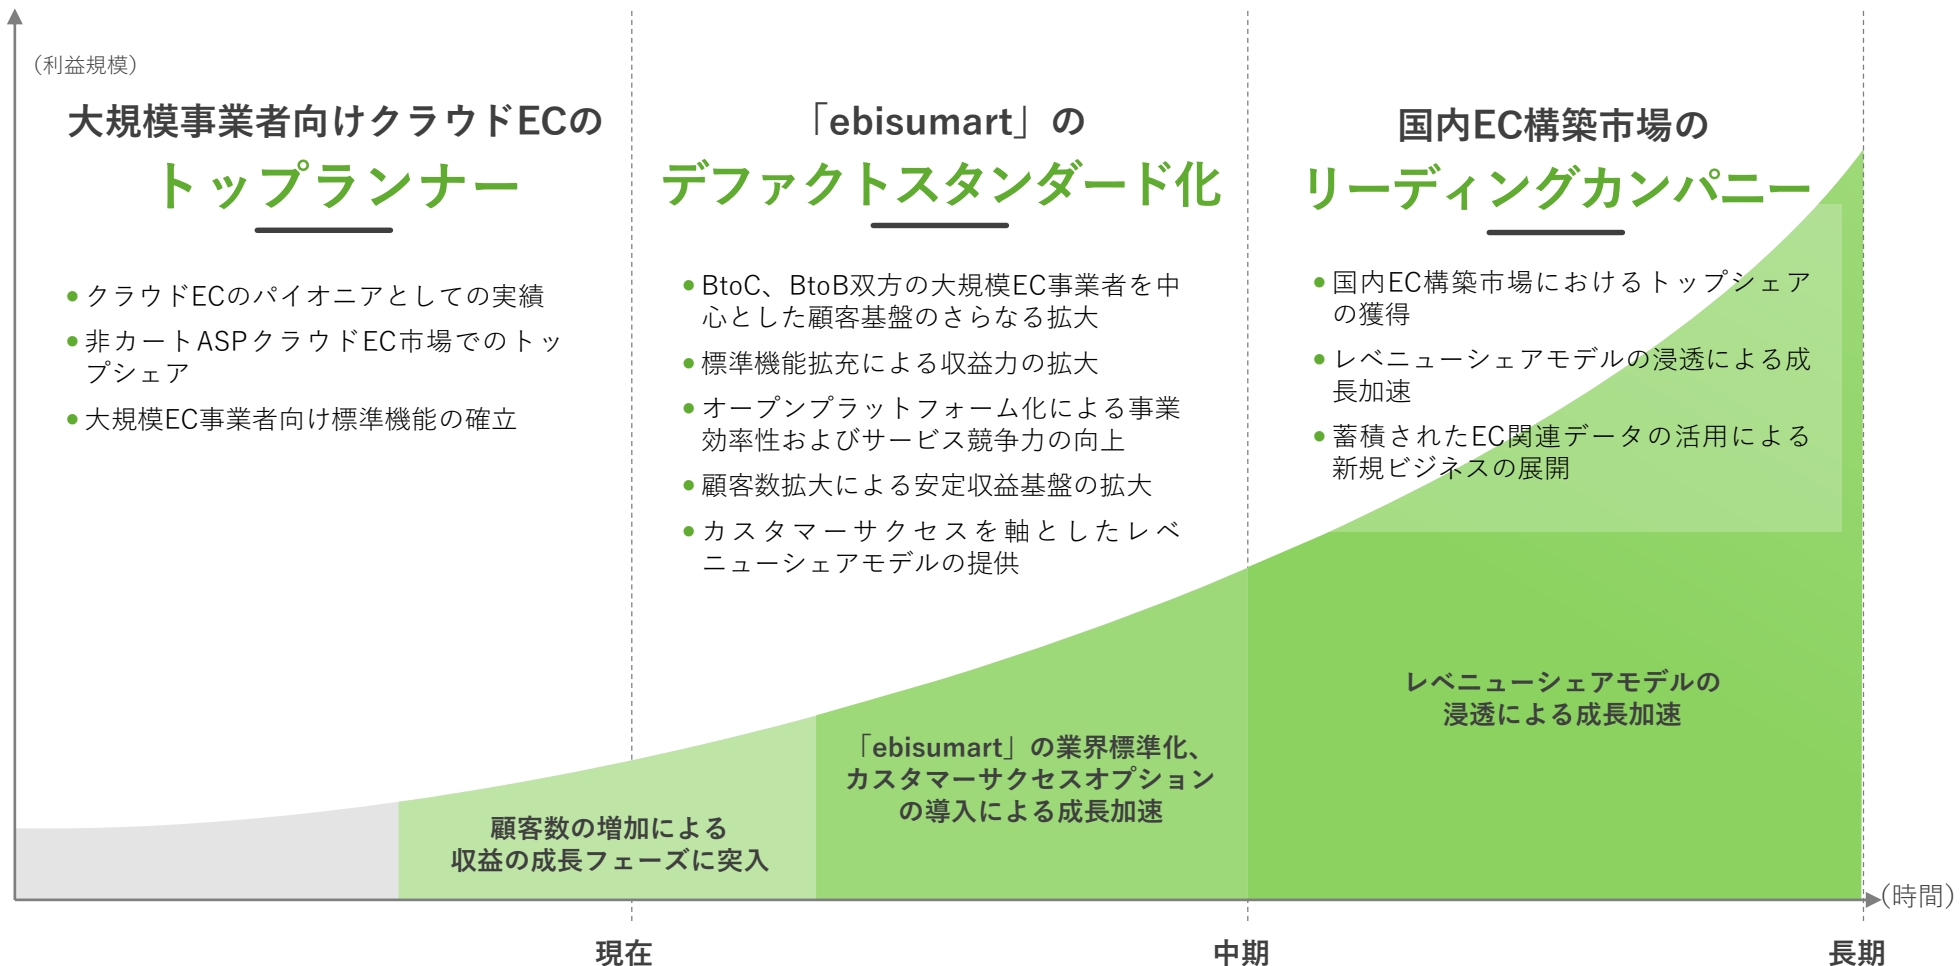 （利益規模）
大規模事業者向けクラウドECの
トップランナー
• クラウドECのパイオニアとしての実績
• 非カートASPクラウドEC市場でのトッ
プシェア
• 大規模EC事業者向け標準機能の確立
「ebisumart」の
デファクトスタンダード化
• BtoC、BtoB双方の大規模EC事業者を中
心とした顧客基盤のさらなる拡大
• 標準機能拡充による収益力の拡大
• オープンプラットフォーム化による事業
効率性およびサービス競争力の向上
• 顧客数拡大による安定収益基盤の拡大
• カスタマーサクセスを軸としたレベ
ニューシェアモデルの提供
国内EC構築市場の
リーディングカンパニー
• 国内EC構築市場におけるトップシェア
の獲得
• レベニューシェアモデルの浸透による成
長加速
• 蓄積されたEC関連データの活用による
新規ビジネスの展開
顧客数の増加による
収益の成長フェーズに突入
「ebisumart」の業界標準化、
カスタマーサクセスオプション
の導入による成長加速
レベニューシェアモデルの
浸透による成長加速
（時間）
現在
中期
長期